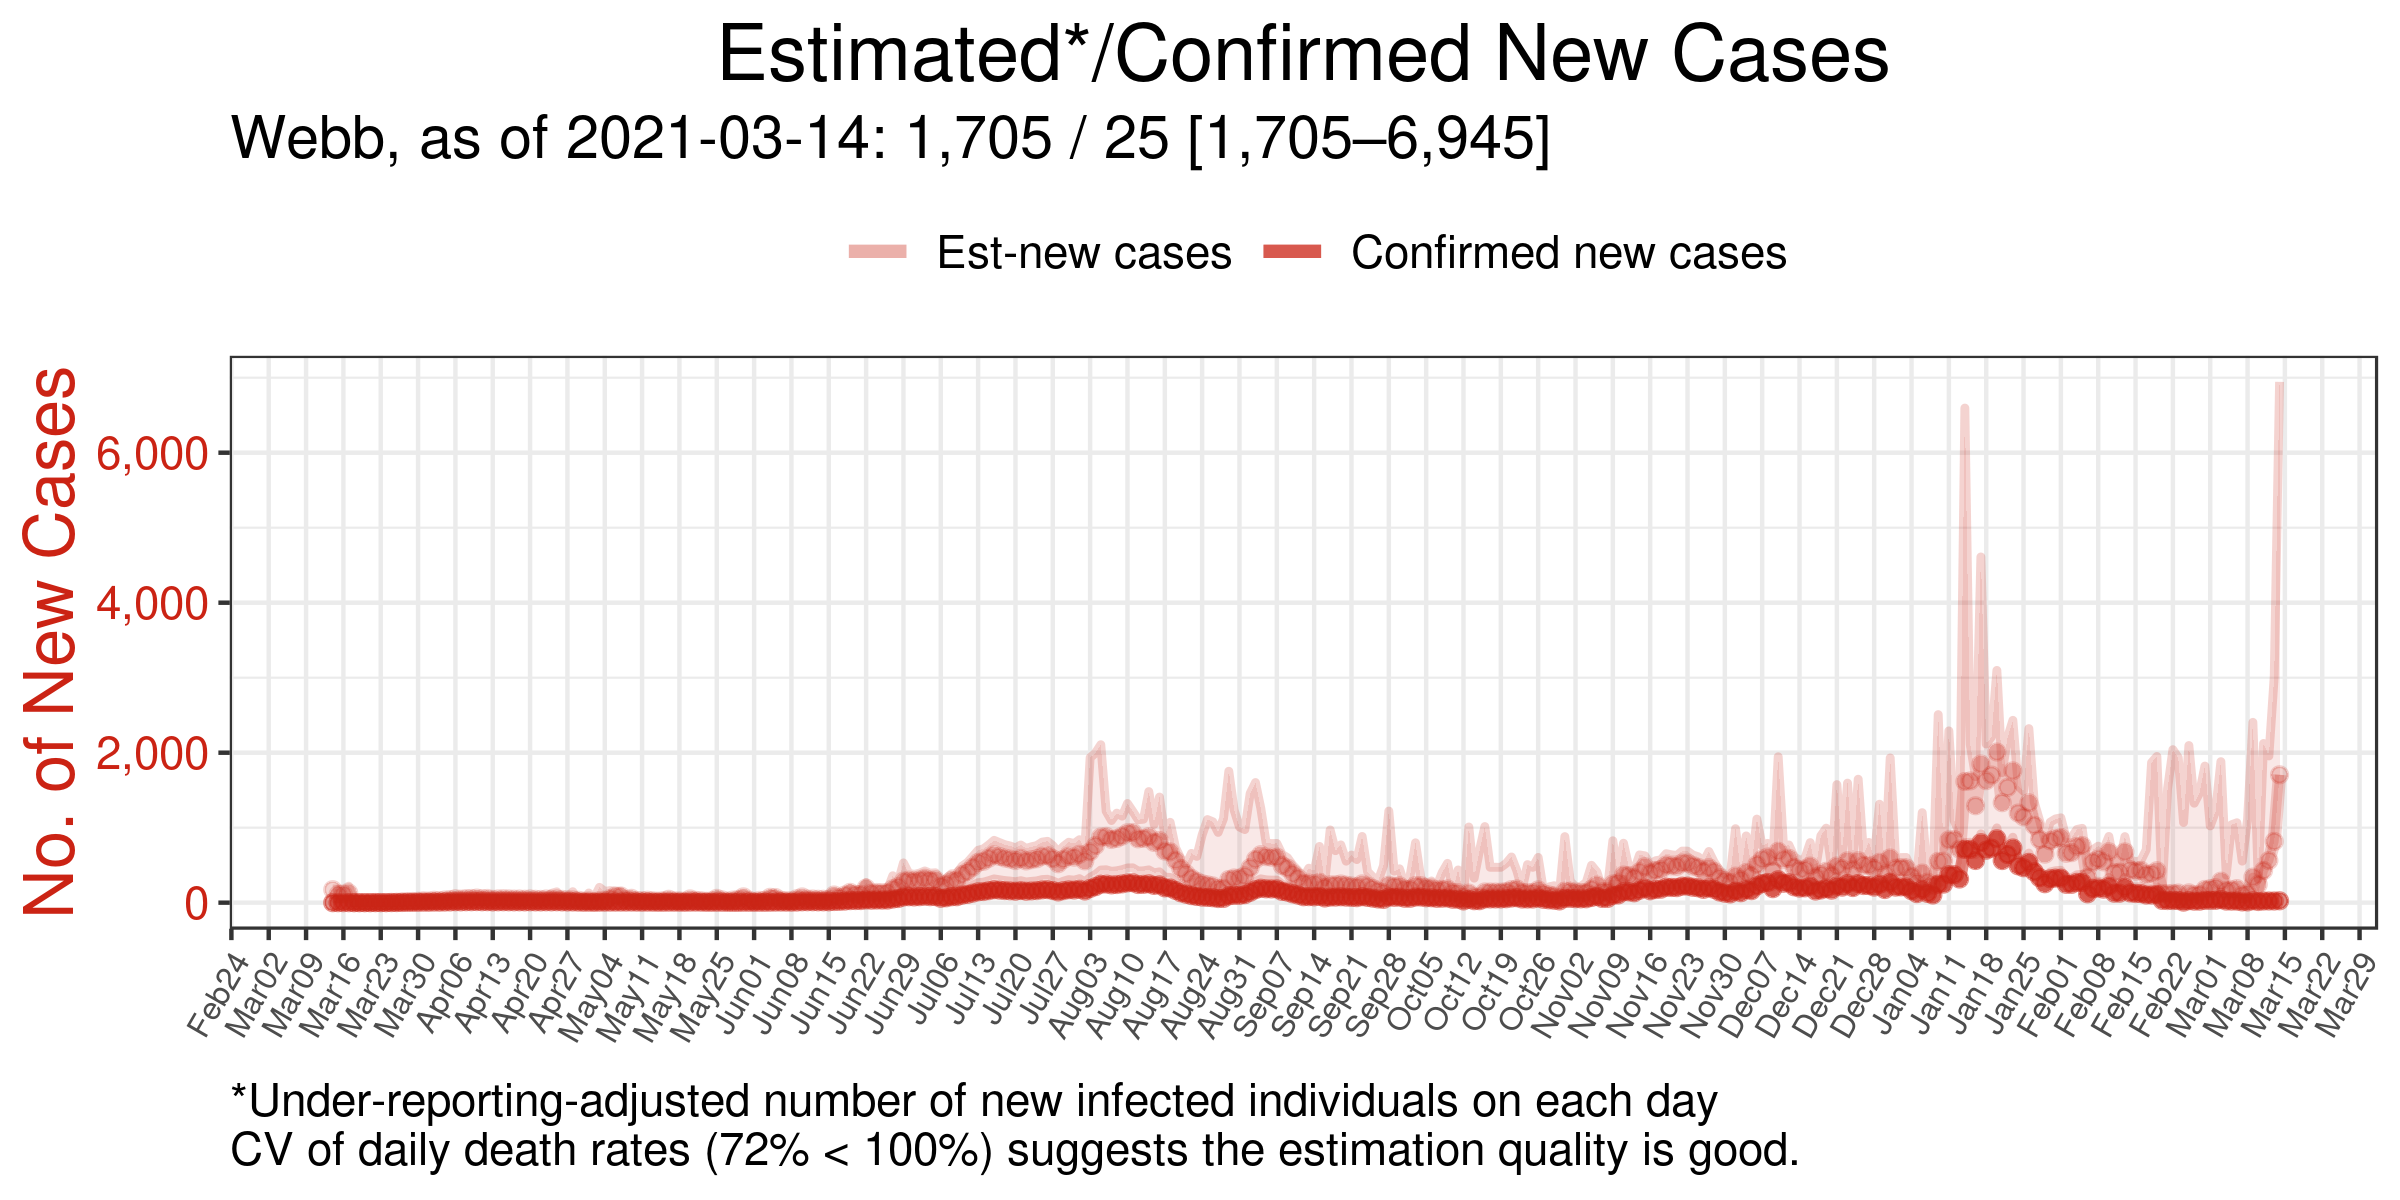 Estimated*/Confirmed New Cases
Webb, as of 2021-03-14: 1,705 / 25 [1,705–6,945]
Est-new cases
Confirmed new cases
No. of New Cases
6,000
4,000
2,000
0
Feb24
Mar02
Mar09
Mar16
Mar23
Mar30
Apr06
Apr13
Apr20
Apr27
May04
May11
May18
May25
Jun01
Jun08
Jun15
Jun22
Jun29
Jul06
Jul13
Jul20
Jul27
Aug03
Aug10
Aug17
Aug24
Aug31
Sep07
Sep14
Sep21
Sep28
Oct05
Oct12
Oct19
Oct26
Nov02
Nov09
Nov16
Nov23
Nov30
Dec07
Dec14
Dec21
Dec28
Jan04
Jan11
Jan18
Jan25
Feb01
Feb08
Feb15
Feb22
Mar01
Mar08
Mar15
Mar22
Mar29
*Under-reporting-adjusted number of new infected individuals on each day
CV of daily death rates (72% < 100%) suggests the estimation quality is good.